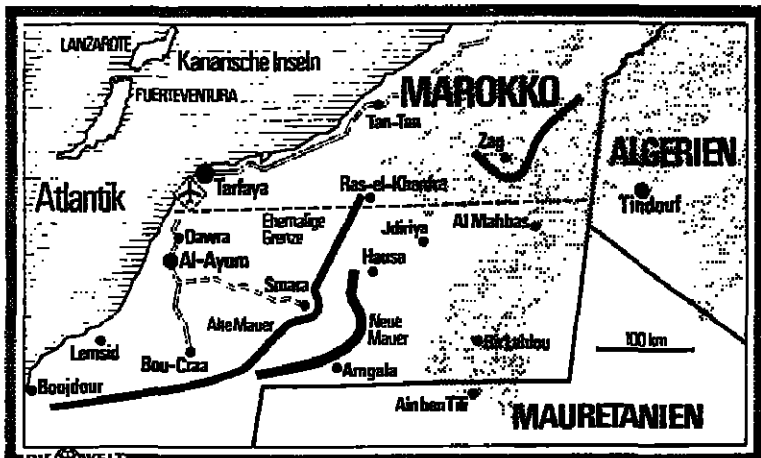 LANZAROTE
Kanarische Inseln
FUERTEVENTURA
MAROKKO
Tan-Tan
Zag
ALGERIEN
Tarfaya
Atlantik
Ras-el-Khanfra
Tindouf
Ehemalige
Grenze
Jdiriya
Al Mahbas
Dawra
Al-Ayum
Hausa
Smara
Alte Mauer
Neue
Mauer
Lemsid
Bou-Craa
100 km
Amgala
Boojdour
Ain ben Tili
MAURETANIEN